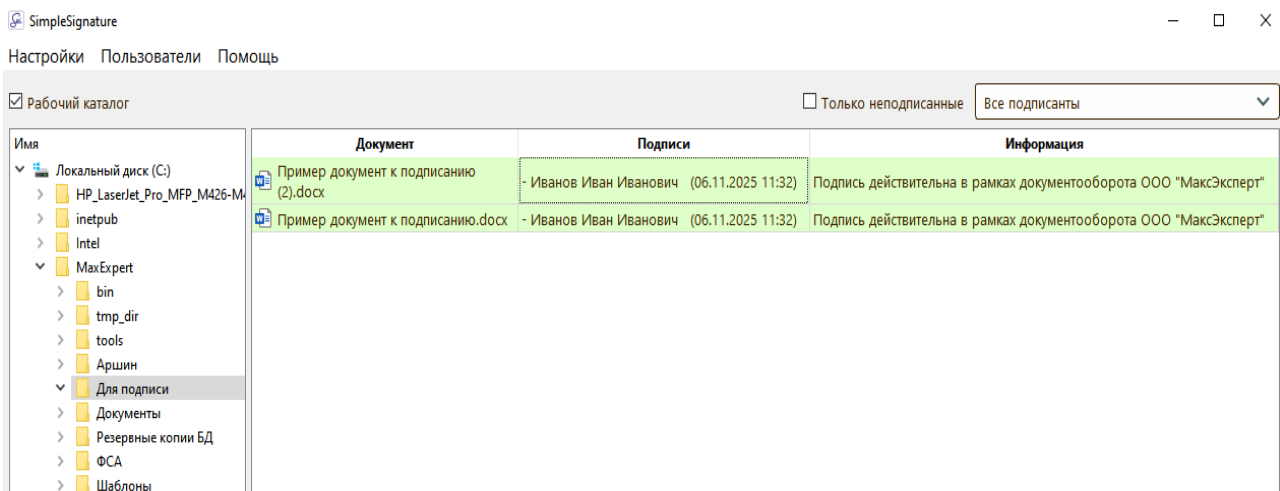 SimpleSignature
Настройки Пользователи Помощь
Рабочий каталог
Только неподписанные
Все подписанты
Имя
Локальный диск (C:)
HP_LaserJet_Pro_MFP_M426-M4
inetpub
Intel
MaxExpert
bin
tmp_dir
tools
Аршин
Для подписи
Документы
Резервные копии БД
ФСА
Шаблоны
Документ Подписи Информация
Пример документ к подписанию
(2).docx
- Иванов Иван Иванович (06.11.2025 11:32) Подпись действительна в рамках документооборота ООО "МаксЭксперт"
Пример документ к подписанию.docx - Иванов Иван Иванович (06.11.2025 11:32) Подпись действительна в рамках документооборота ООО "МаксЭксперт"